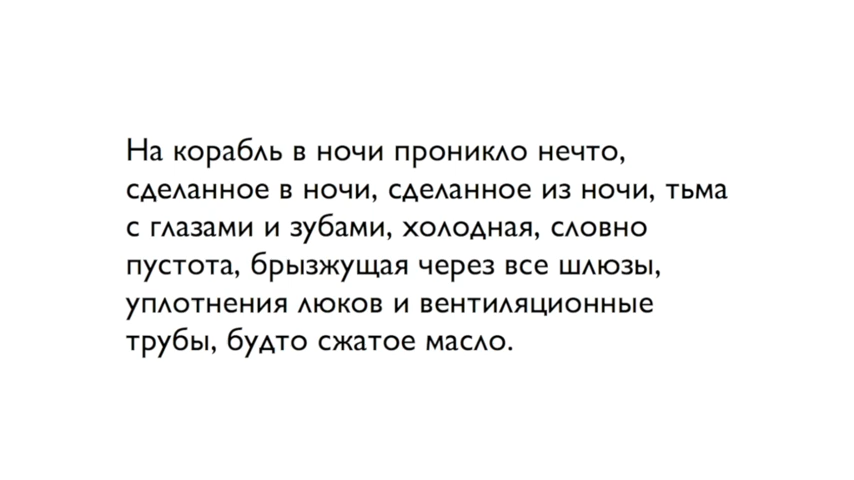 На корабль в ночи проникло нечто,
сделанное в ночи, сделанное из ночи, тьма
с глазами и зубами, холодная, словно
пустота, брызжущая через все шлюзы,
уплотнения люков и вентиляционные
трубы, будто сжатое масло.